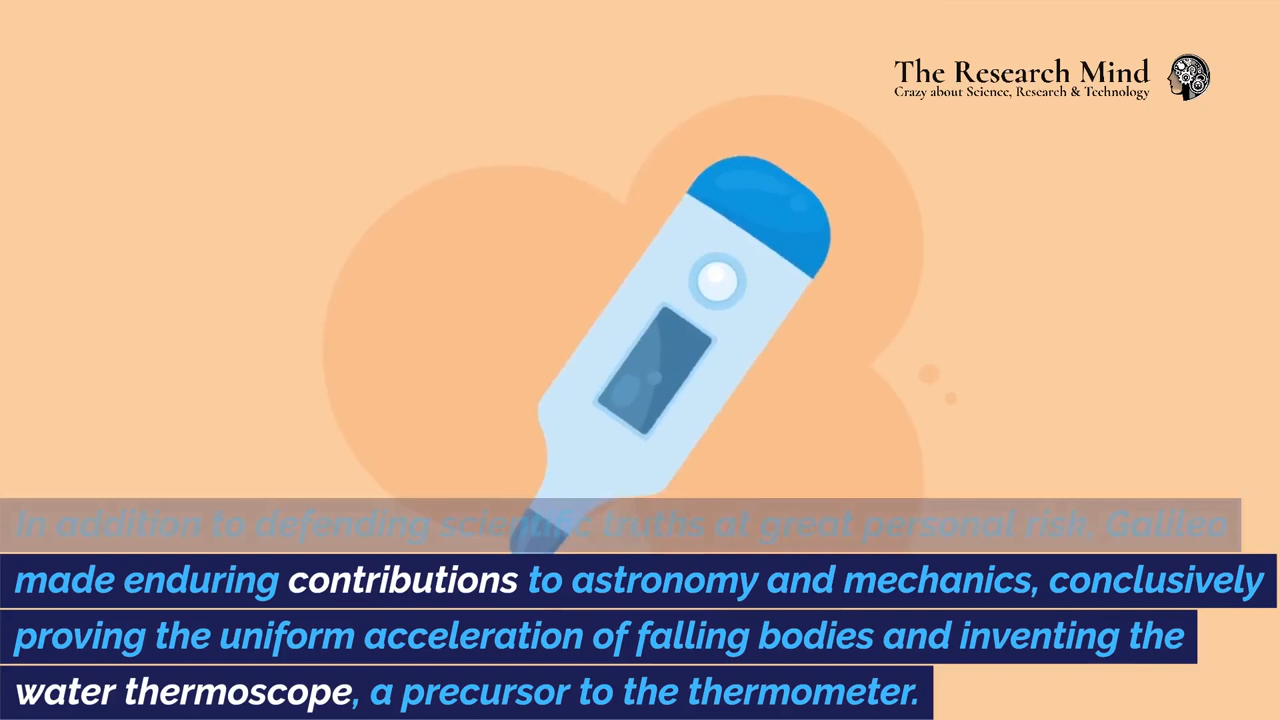 The Research Mind
Crazy about Science, Research & Technology
In addition to defending scientific truths at great personal risk, Galileo
made enduring contributions to astronomy and mechanics, conclusively
proving the uniform acceleration of falling bodies and inventing the
water thermoscope, a precursor to the thermometer.